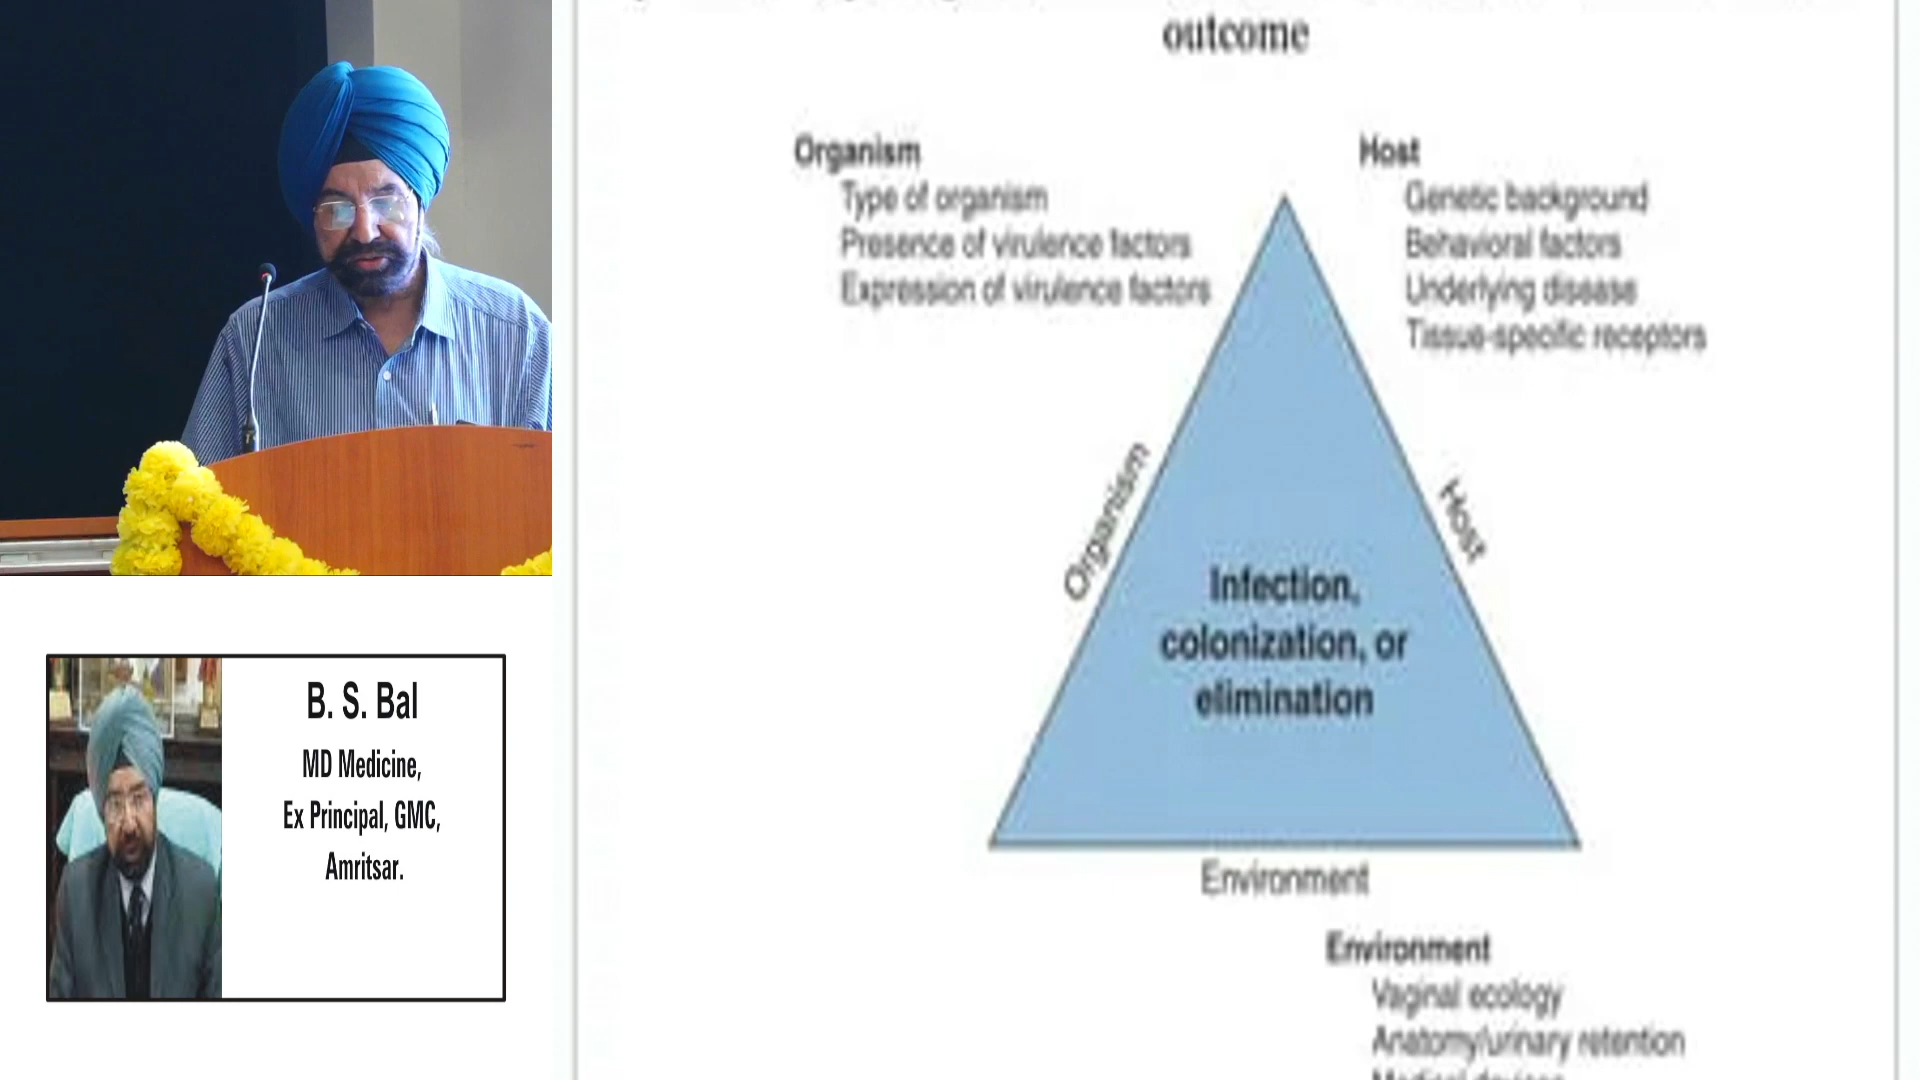 outcome
Organism
Type of organism
Presence of virulence factors
Expression of virulence factors
Host
Genetic background
Behavioral factors
Underlying disease
Tissue-specific receptors
Organism
Host
Infection,
colonization, or
elimination
Environment
Environment
Vaginal ecology
Anatomy/urinary retention
B. S. Bal
MD Medicine,
Ex Principal, GMC,
Amritsar.